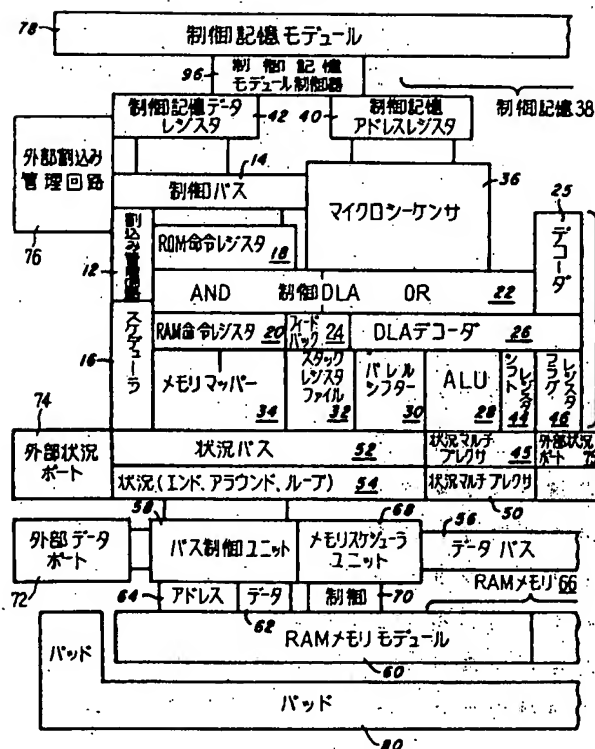 78
制御記憶モジュール
96
制御記憶
モジュール制御器
制御記憶データ
レジスタ
42
40
制御記憶
アドレスレジスタ
制御記憶38
外部割込み
管理回路
76
14
制御バス
36
マイクロシーケンサ
25
デコーダ
12
ROM命令レジスタ
18
AND 制御DLA OR
22
スケデューラ
16
RAM命令レジスタ
20
フィードバック
24
DLAデコーダ
26
メモリマッパー
34
スタック
レジスタ
ファイル
32
バレル
シフター
30
ALU
28
シフト
レジスタ
44
フラグ
レジスタ
46
74
外部状況
ポート
状況バス
52
状況マルチ
プレクサ
45
外部状況
ポート
75
状況(エンド、アラウンド、ループ)
54
状況マルチプレクサ
50
58
68
56
外部データ
ポート
72
バス制御ユニット
メモリスケジューラ
ユニット
データバス
64
アドレス
データ
62
制御
70
RAMメモリ 66
RAMメモリモジュール
60
パッド
パッド
80